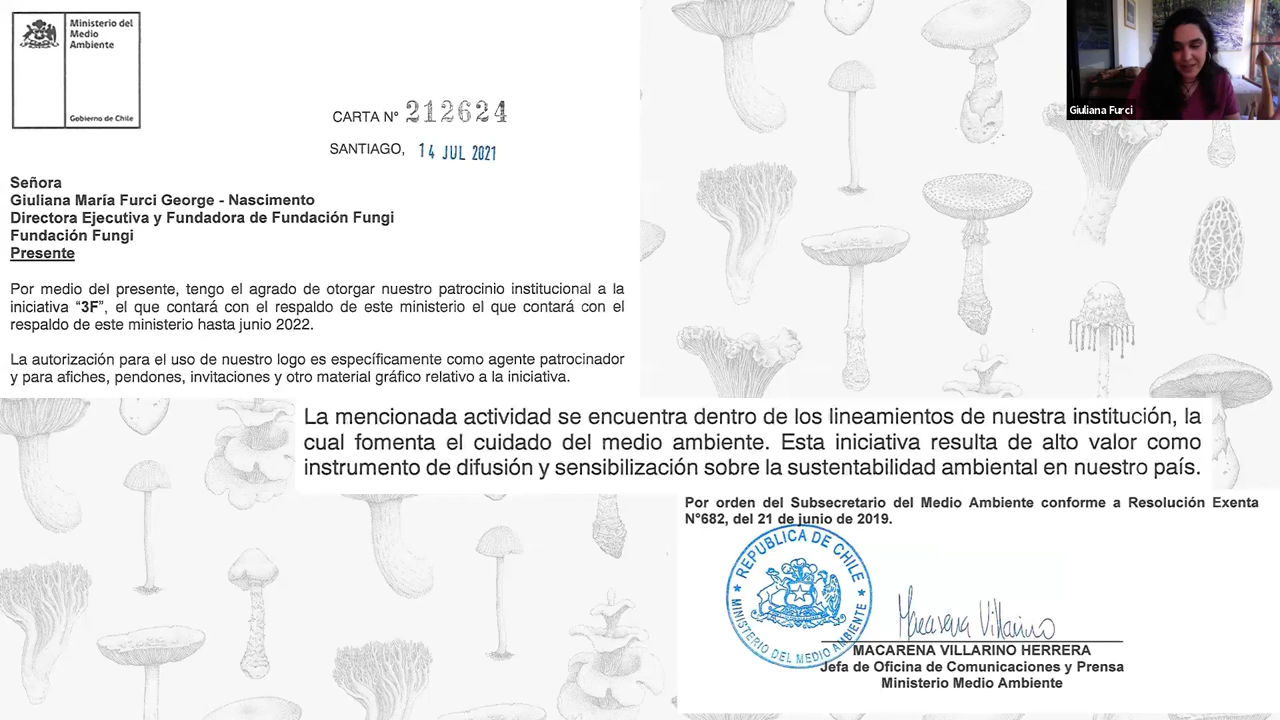 Ministerio del
Medio
Ambiente
Gobierno de Chile
Giuliana Furci
CARTA N° 212624
SANTIAGO, 14 JUL 2021
Señora
Giuliana María Furci George - Nascimento
Directora Ejecutiva y Fundadora de Fundación Fungi
Fundación Fungi
Presente
Por medio del presente, tengo el agrado de otorgar nuestro patrocinio institucional a la
iniciativa “3F”, el que contará con el respaldo de este ministerio el que contará con el
respaldo de este ministerio hasta junio 2022.
La autorización para el uso de nuestro logo es específicamente como agente patrocinador
y para afiches, pendones, invitaciones y otro material gráfico relativo a la iniciativa.
La mencionada actividad se encuentra dentro de los lineamientos de nuestra institución, la
cual fomenta el cuidado del medio ambiente. Esta iniciativa resulta de alto valor como
instrumento de difusión y sensibilización sobre la sustentabilidad ambiental en nuestro país.
Por orden del Subsecretario del Medio Ambiente conforme a Resolución Exenta
N°682, del 21 de junio de 2019.
REPUBLICA DE CHILE
MINISTERIO DEL MEDIO AMBIENTE
Macarena Villarino
MACARENA VILLARINO HERRERA
Jefa de Oficina de Comunicaciones y Prensa
Ministerio Medio Ambiente